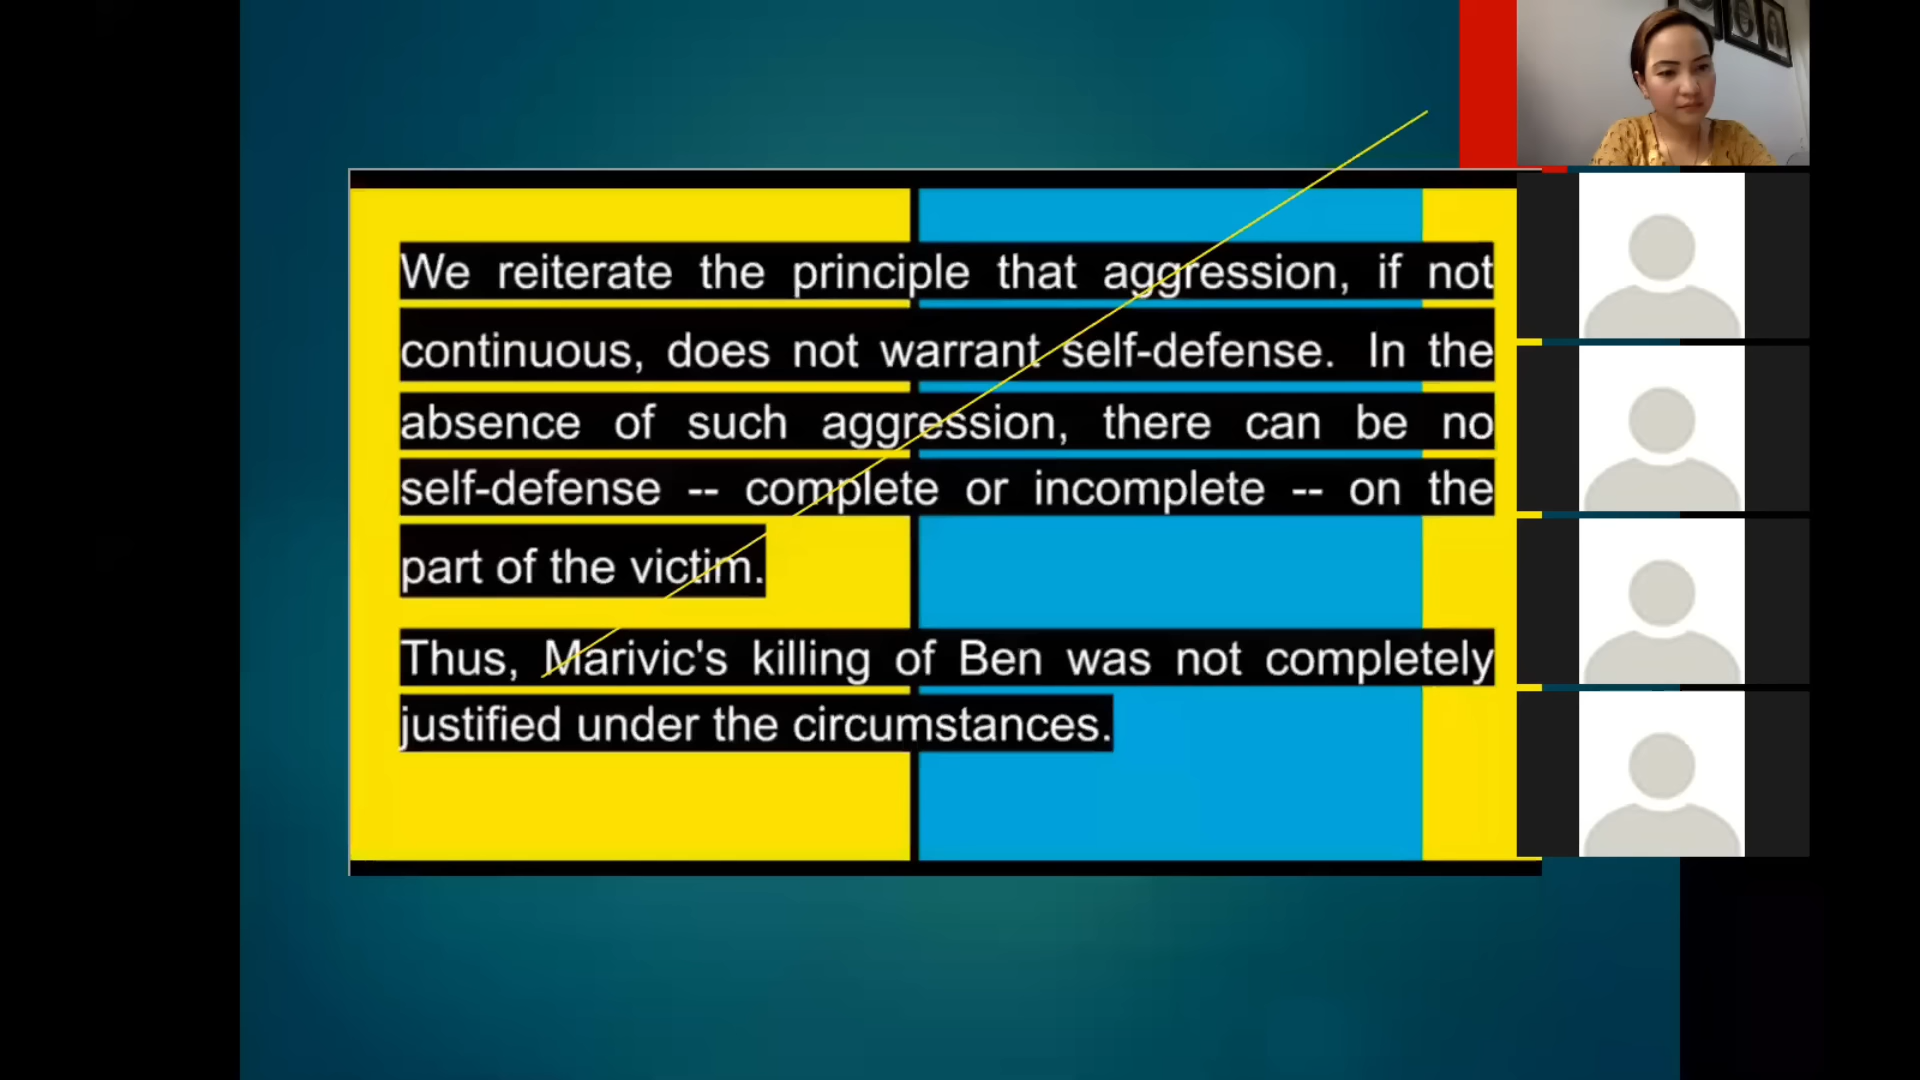 We reiterate the principle that aggression, if not
continuous, does not warrant self-defense. In the
absence of such aggression, there can be no
self-defense -- complete or incomplete -- on the
part of the victim.
Thus, Marivic's killing of Ben was not completely
justified under the circumstances.